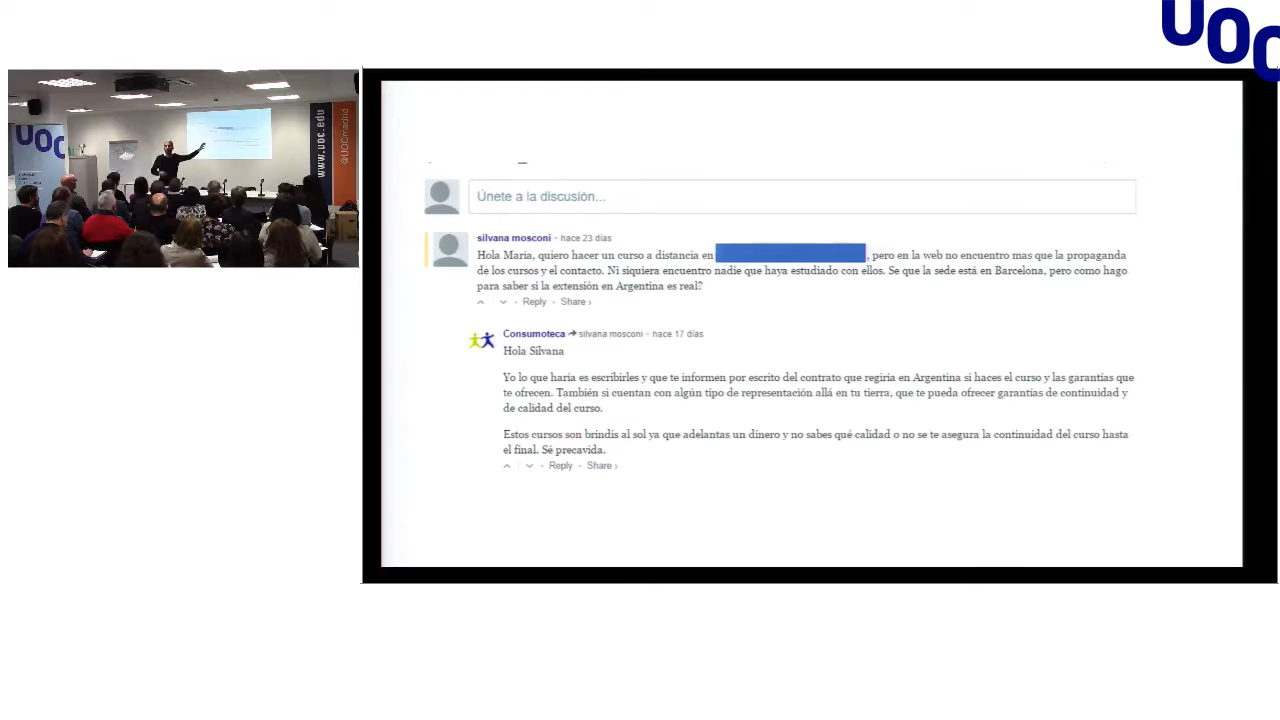 UOC
UOC
www.uoc.edu
@UOCmadrid
Únete a la discusión...
silvana mosconi - hace 23 días
Hola María, quiero hacer un curso a distancia en , pero en la web no encuentro mas que la propaganda
de los cursos y el contacto. Ni siquiera encuentro nadie que haya estudiado con ellos. Se que la sede está en Barcelona, pero como hago
para saber si la extensión en Argentina es real?
Reply - Share ›
Consumoteca silvana mosconi - hace 17 días
Hola Silvana
Yo lo que haría es escribirles y que te informen por escrito del contrato que regiría en Argentina si haces el curso y las garantías que
te ofrecen. También si cuentan con algún tipo de representación allá en tu tierra, que te pueda ofrecer garantías de continuidad y
de calidad del curso.
Estos cursos son brindis al sol ya que adelantas un dinero y no sabes qué calidad o no se te asegura la continuidad del curso hasta
el final. Sé precavida.
Reply - Share ›